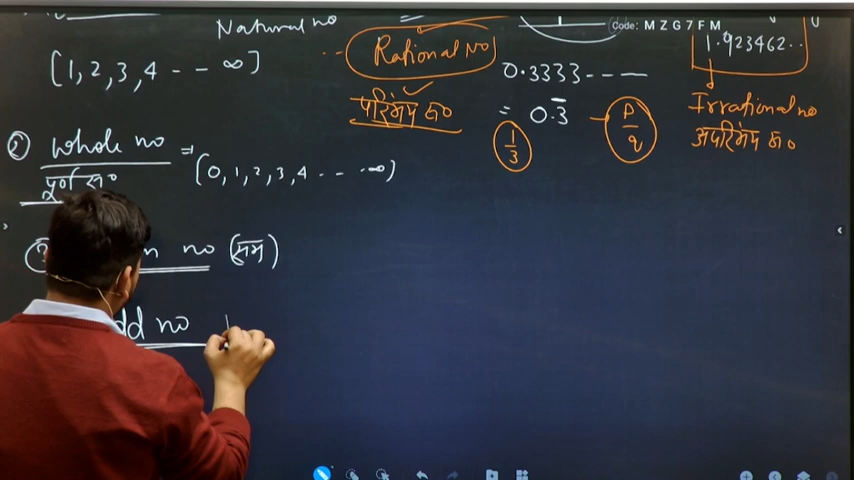 Natural no
[1, 2, 3, 4 - - ∞]
② Whole no = (0, 1, 2, 3, 4 - - - ∞)
पूर्ण सं०
no (सम)
dd no
Rational No
परिमेय सं०
0.3333----
= 0.3̅
1/3
P/q
Code: M Z G 7 F M
1.923462..
Irrational no
अपरिमेय सं०